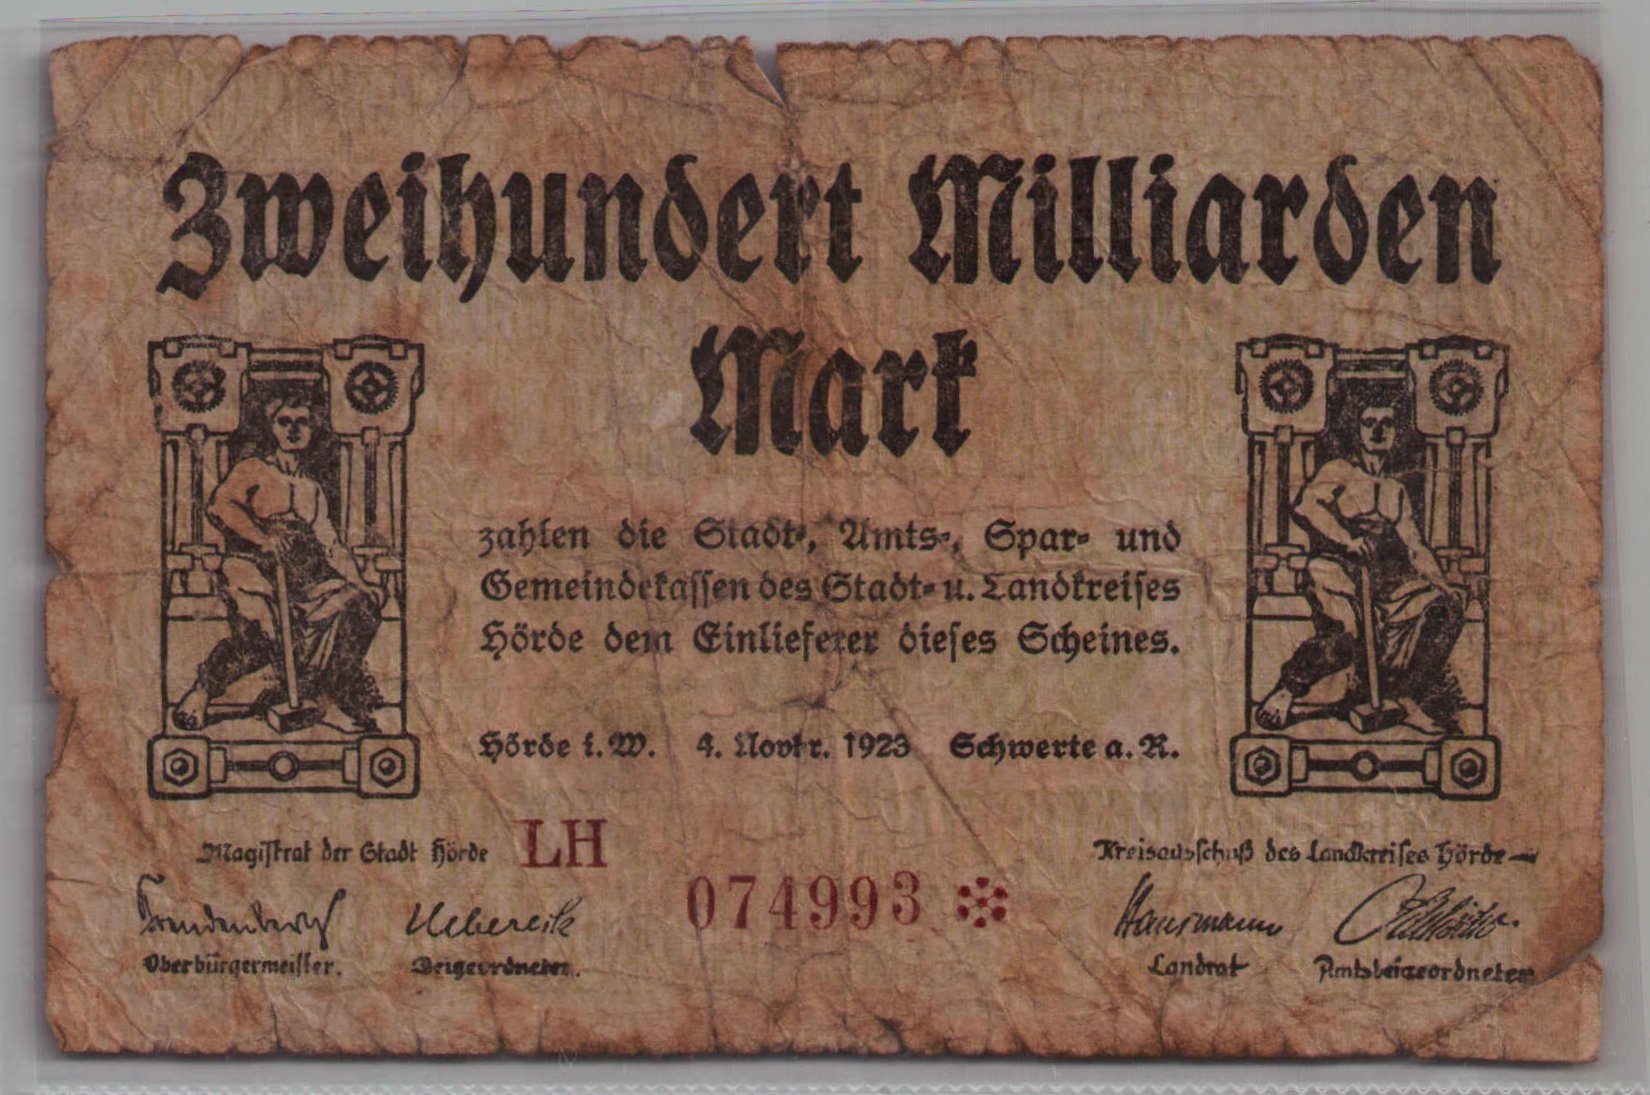 Zweihundert Milliarden
Mark
zahlen die Stadt-, Amts-, Spar- und
Gemeindekassen des Stadt- u. Landkreises
Hörde dem Einlieferer dieses Scheines.
Hörde i. W. 4. Novbr. 1923 Schwerte a. R.
Magistrat der Stadt Hörde LH
Kreisausschuß des Landkreises Hörde
074993
Hausmann
Oberbürgermeister. Beigeordneter.
Landrat Amtsbeigeordneter